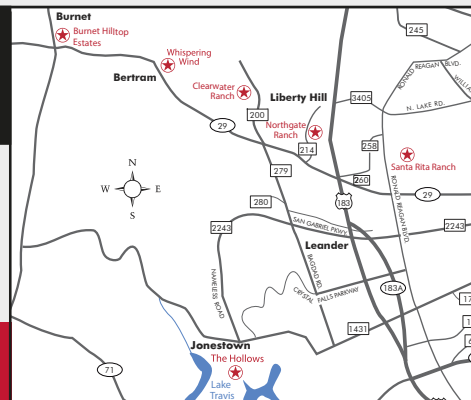 Burnet
Burnet Hilltop
Estates
245
Whispering
Wind
RONALD REAGAN BLVD.
Bertram
Clearwater
Ranch
Liberty Hill
3405
N. LAKE RD.
200
29
Northgate
Ranch
214
258
Santa Rita Ranch
279
260
N
W E
S
280
183
29
RONALD REAGAN BLVD.
2243
SAN GABRIEL PKWY.
2243
Leander
BAGDAD RD.
NAMELESS ROAD
CRYSTAL FALLS PARKWAY
183A
1431
Jonestown
The Hollows
71
Lake
Travis